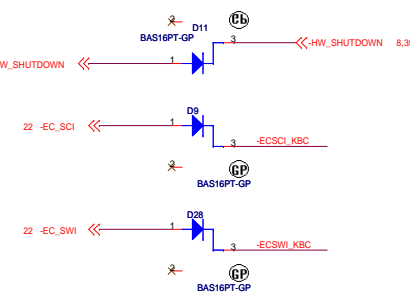 2
D11
Cb
BAS16PT-GP
3
-HW_SHUTDOWN 8,39
W_SHUTDOWN
1
D9
22 -EC_SCI
1
3
-ECSCI_KBC
2
GP
BAS16PT-GP
D28
22 -EC_SWI
1
3
-ECSWI_KBC
2
GP
BAS16PT-GP